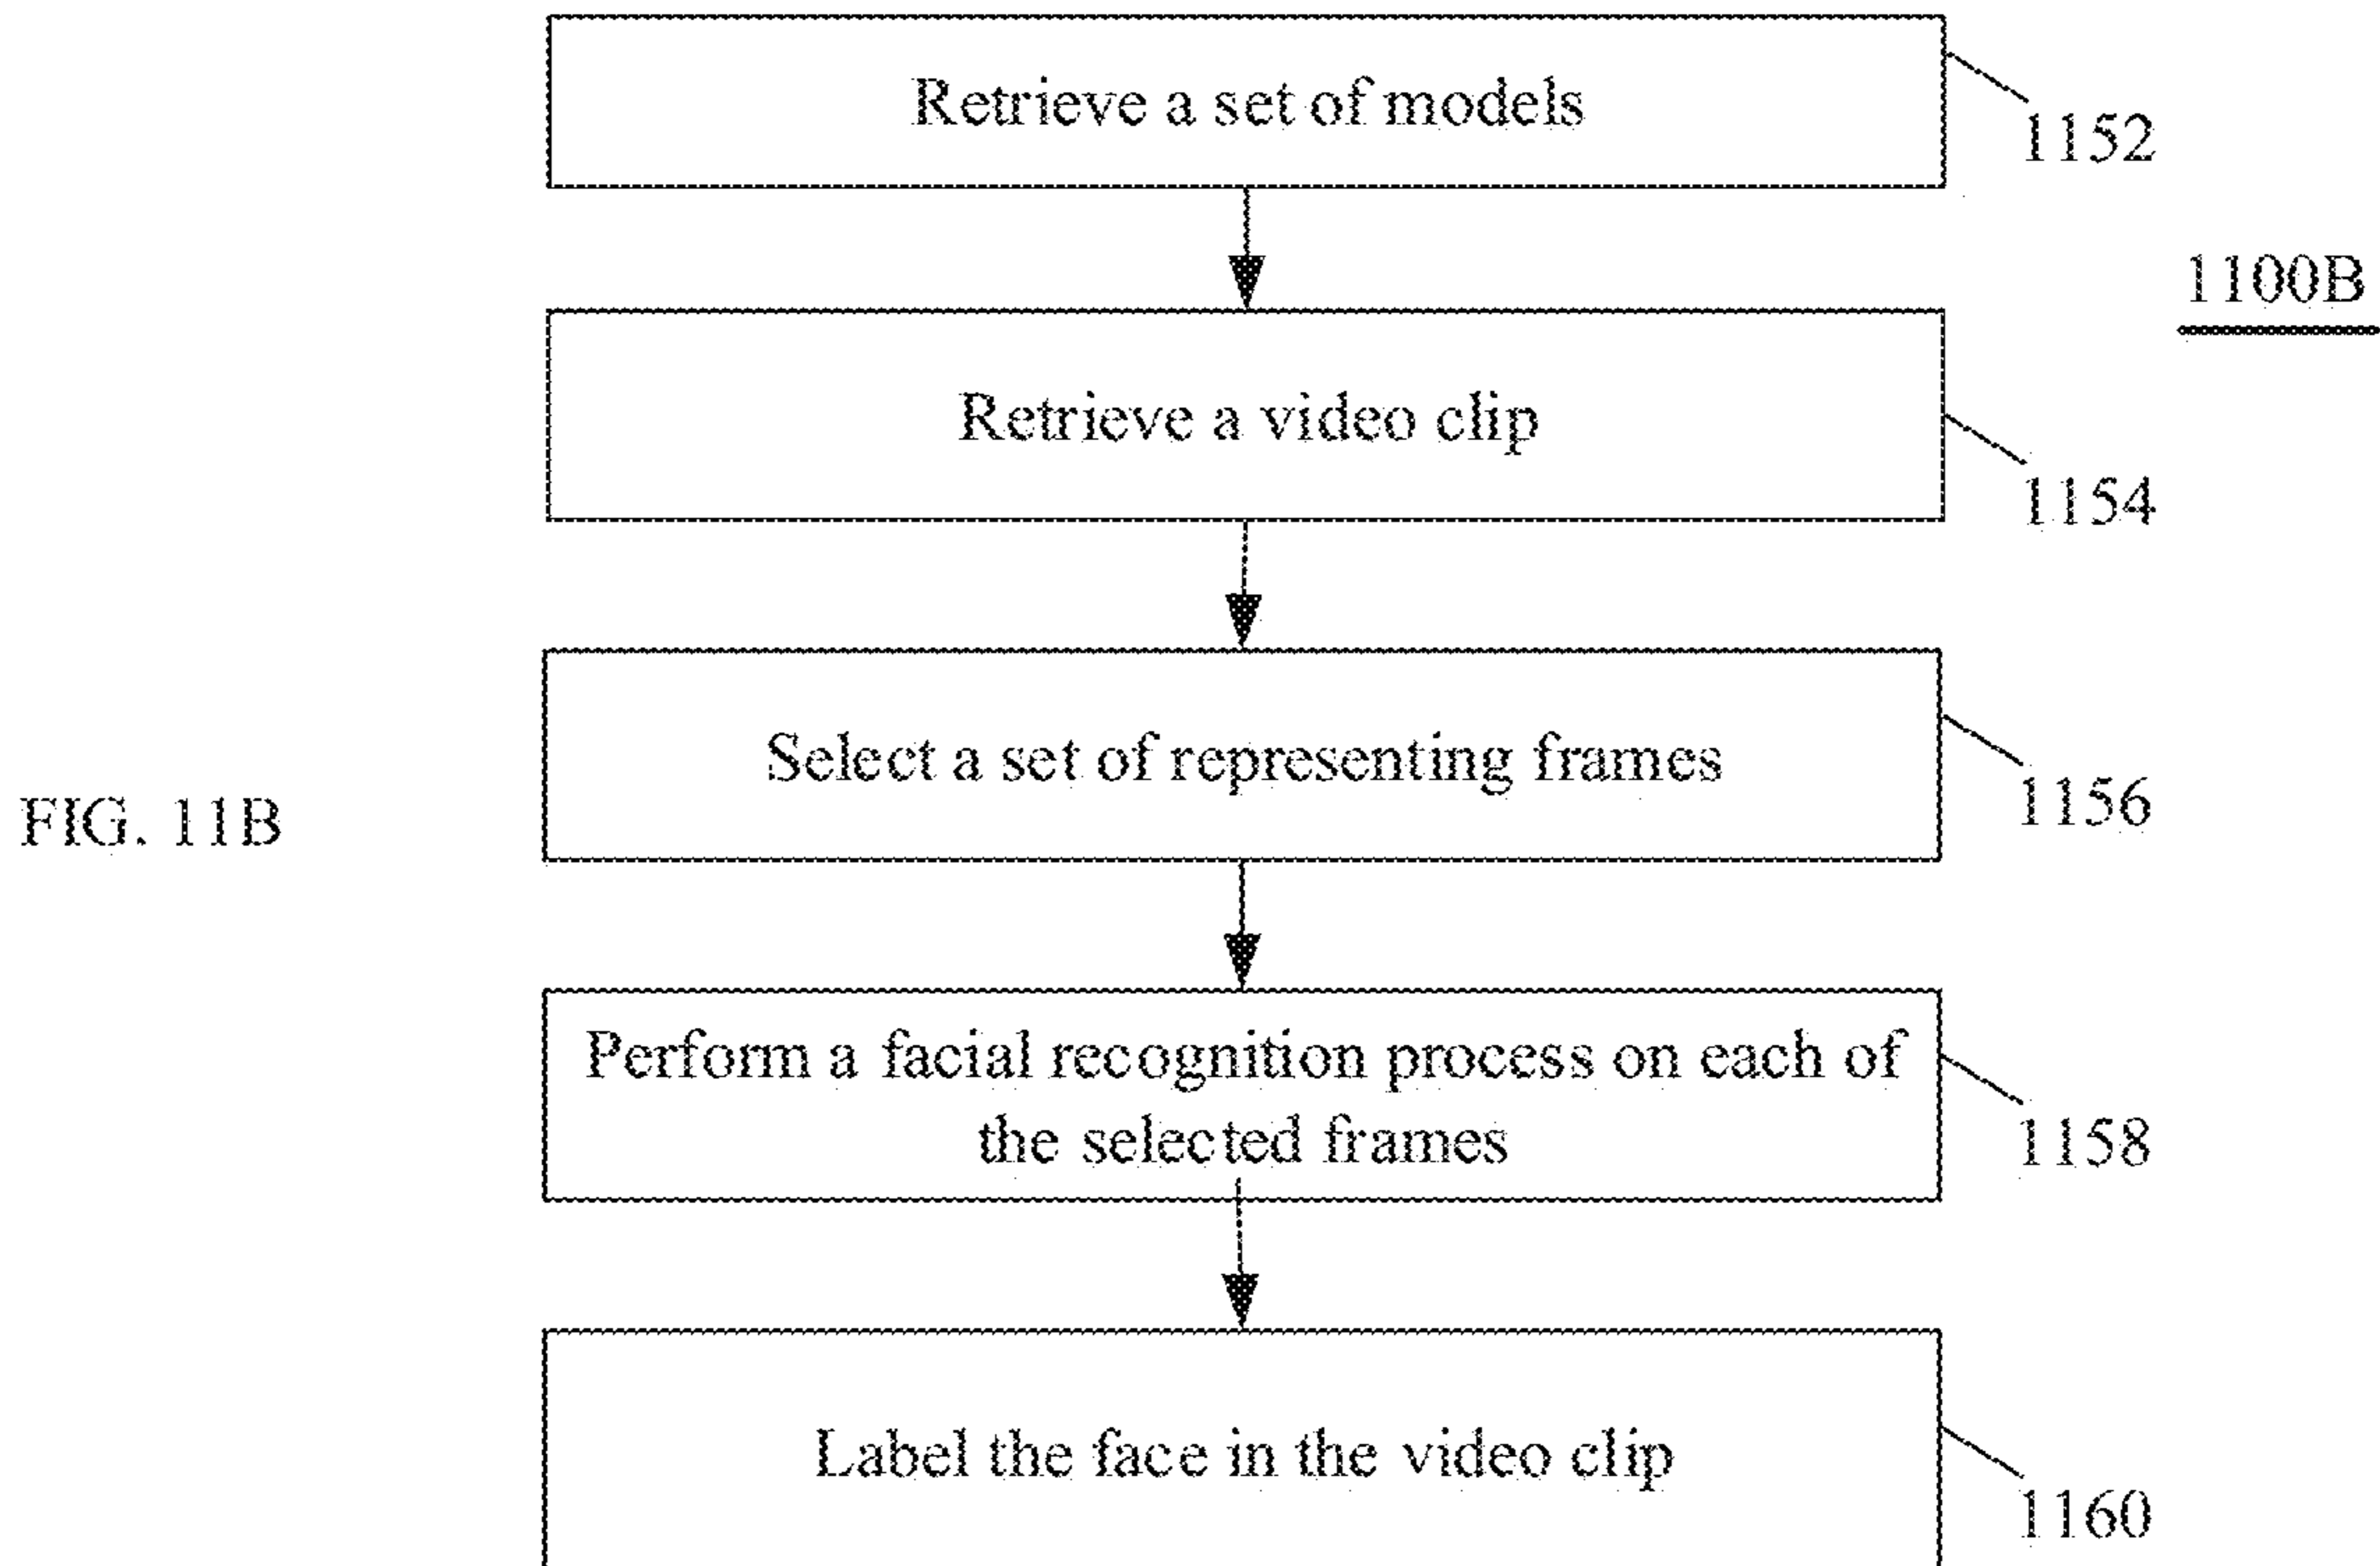 Retrieve a set of models
1152
1100B
Retrieve a video clip
1154
Select a set of representing frames
1156
FIG. 11B
Perform a facial recognition process on each of
the selected frames
1158
Label the face in the video clip
1160